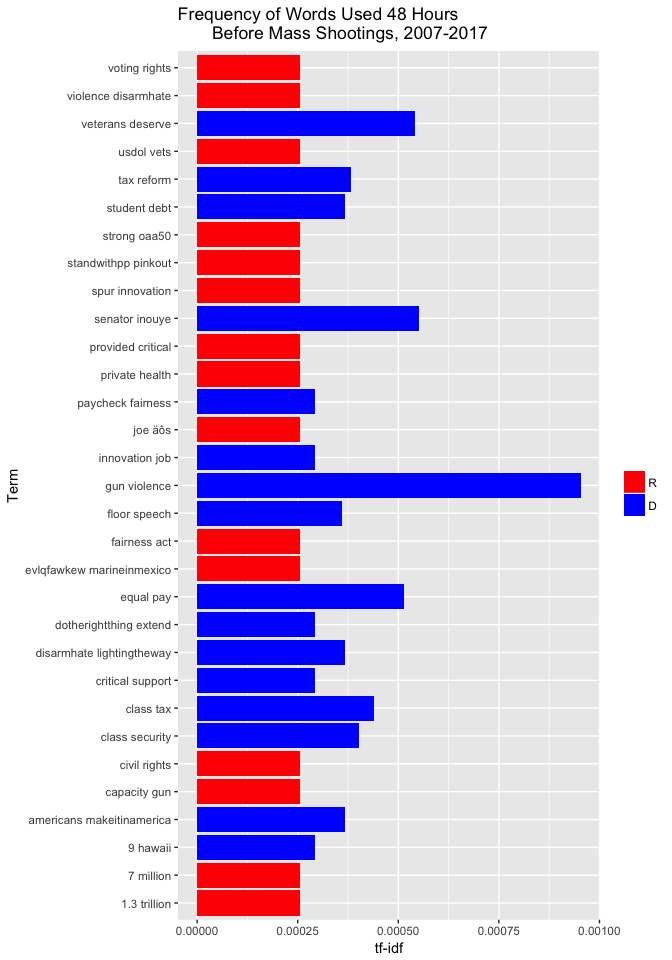 Frequency of Words Used 48 Hours
Before Mass Shootings, 2007-2017
voting rights
violence disarmhate
veterans deserve
usdol vets
tax reform
student debt
strong oaa50
standwithpp pinkout
spur innovation
senator inouye
provided critical
private health
paycheck fairness
joe äôs
innovation job
gun violence
floor speech
fairness act
evlqfawkew marineinmexico
equal pay
dotherightthing extend
disarmhate lightingtheway
critical support
class tax
class security
civil rights
capacity gun
americans makeitinamerica
9 hawaii
7 million
1.3 trillion
Term
0.00000 0.00025 0.00050 0.00075 0.00100
tf-idf
R
D